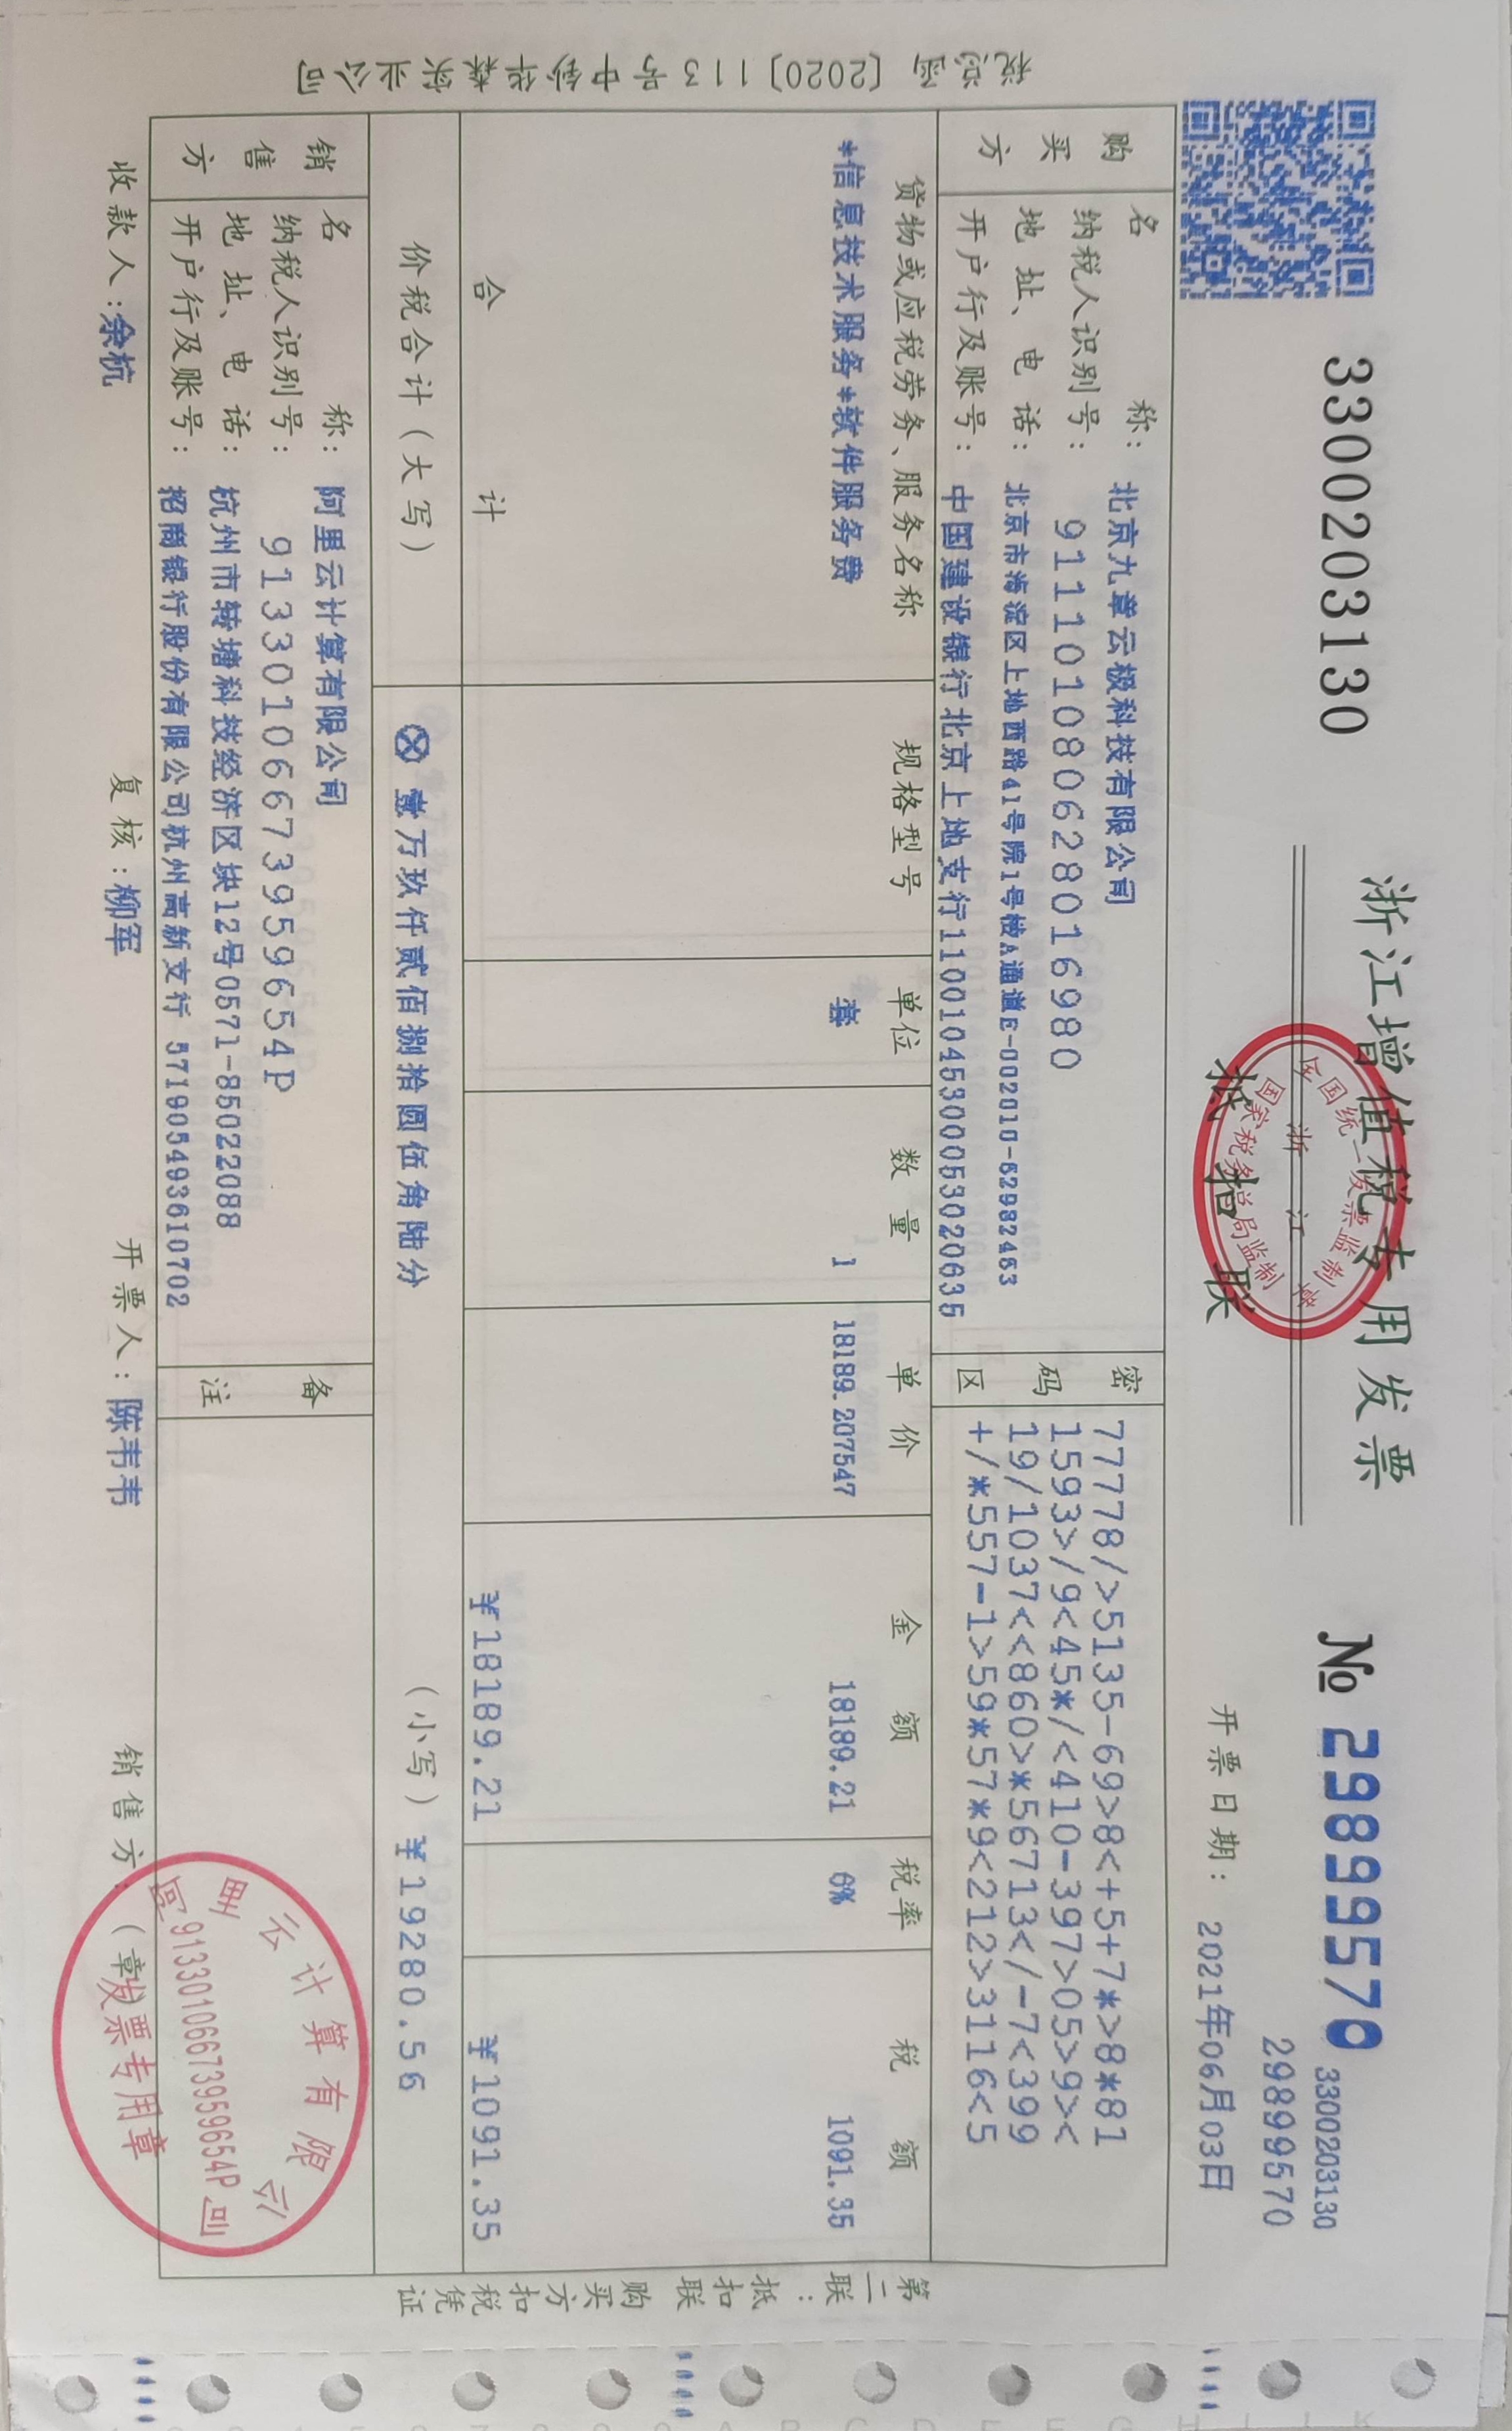 3300203130
浙江增值税专用发票
№ 29899570
3300203130
29899570
抵扣联
全国统一发票监制章
浙江
国家税务总局监制
开票日期: 2021年06月03日
税总函〔2020〕113号中钞华森实业公司
购买方
名称: 北京九章云极科技有限公司
纳税人识别号: 911101080628016980
地址、电话: 北京市海淀区上地西路41号院1号楼A通道E-002010-62982463
开户行及账号: 中国建设银行北京上地支行11001045300053020635
密码区
77778/>5135-69>8<+5+7*>8*81
1593>/9<45*/<410-397>05>9><
19/1037<<860>*56713</-7<399
+/*557-1>59*57*9<212>3116<5
货物或应税劳务、服务名称 规格型号 单位 数量 单价 金额 税率 税额
*信息技术服务*软件服务费 套 1 18189.207547 18189.21 6% 1091.35
合计 ¥18189.21 ¥1091.35
价税合计(大写) ⊗壹万玖仟贰佰捌拾圆伍角陆分 (小写) ¥19280.56
销售方
名称: 阿里云计算有限公司
纳税人识别号: 91330106673959654P
地址、电话: 杭州市转塘科技经济区块12号0571-85022088
开户行及账号: 招商银行股份有限公司杭州高新支行 571905493610702
备注
收款人:余杭 复核:柳军 开票人:陈韦韦 销售方:(章)
阿里云计算有限公司
91330106673959654P
发票专用章
第二联:抵扣联 购买方扣税凭证